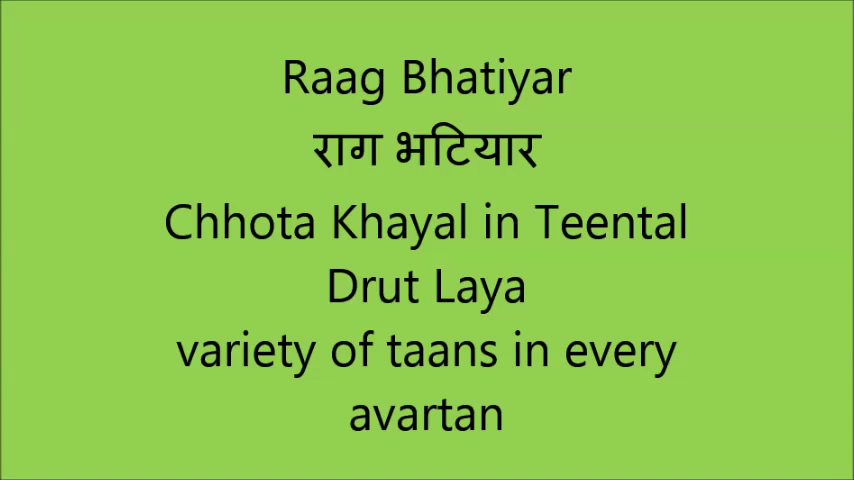 Raag Bhatiyar
राग भटियार
Chhota Khayal in Teental
Drut Laya
variety of taans in every
avartan